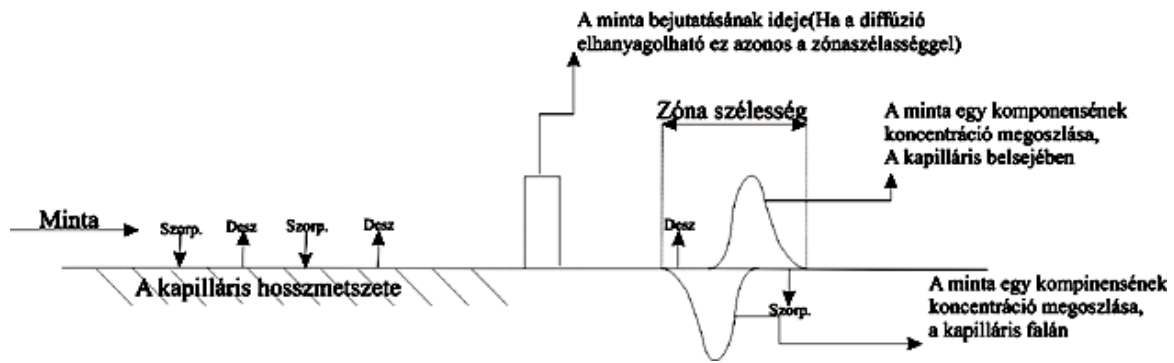 A minta bejutatásának ideje(Ha a diffúzió
elhanyagolható ez azonos a zónaszélasséggel)
Zóna szélesség
A minta egy komponensének
koncentráció megoszlása,
A kapilláris belsejében
Minta
Szorp.
Desz
Szorp.
Desz
Desz
A kapilláris hosszmetszete
Szorp.
A minta egy kompinensének
koncentráció megoszlása,
a kapilláris falán